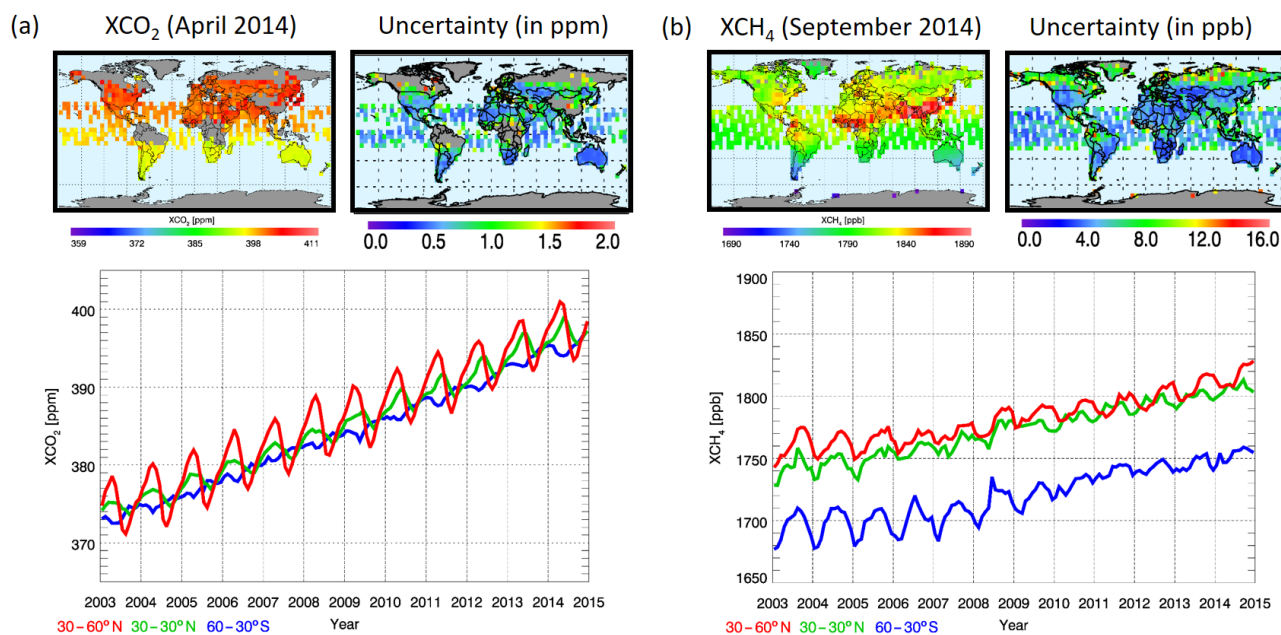 (a) XCO₂ (April 2014) Uncertainty (in ppm)
XCO₂ [ppm]
359 372 385 398 411
0.0 0.5 1.0 1.5 2.0
XCO₂ [ppm]
400
390
380
370
2003 2004 2005 2006 2007 2008 2009 2010 2011 2012 2013 2014 2015
30–60°N 30–30°N 60–30°S Year
(b) XCH₄ (September 2014) Uncertainty (in ppb)
XCH₄ [ppb]
1690 1740 1790 1840 1890
0.0 4.0 8.0 12.0 16.0
XCH₄ [ppb]
1900
1850
1800
1750
1700
1650
2003 2004 2005 2006 2007 2008 2009 2010 2011 2012 2013 2014 2015
30–60°N 30–30°N 60–30°S Year